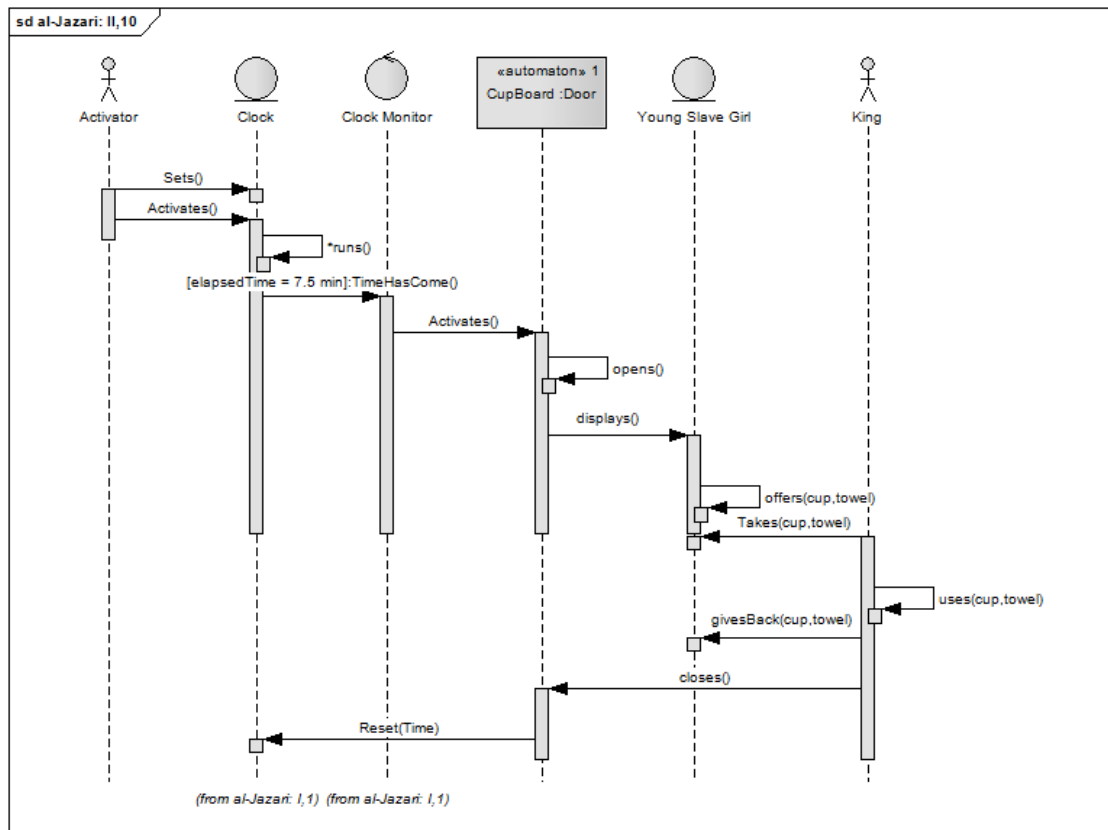 sd al-Jazari: II,10
«automaton» 1
CupBoard :Door
Activator
Clock
Clock Monitor
Young Slave Girl
King
Sets()
Activates()
*runs()
[elapsedTime = 7.5 min]:TimeHasCome()
Activates()
opens()
displays()
offers(cup,towel)
Takes(cup,towel)
uses(cup,towel)
givesBack(cup,towel)
closes()
Reset(Time)
(from al-Jazari: I,1)
(from al-Jazari: I,1)